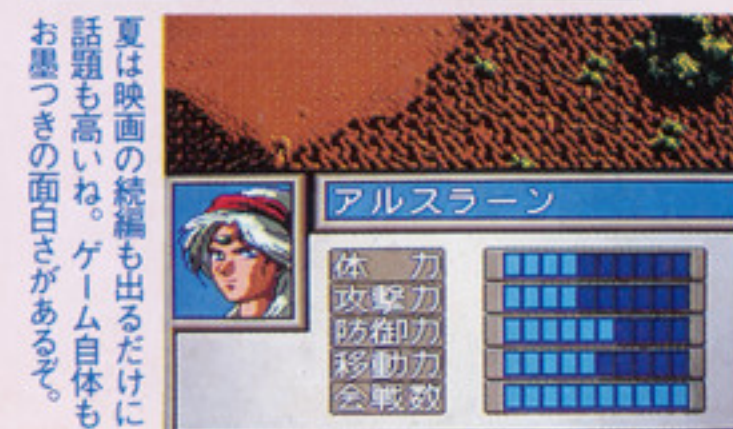 夏は映画の続編も出るだけに
話題も高いね。ゲーム自体も
お墨つきの面白さがあるぞ。
アルスラーン
体　力
攻撃力
防御力
移動力
会戦数